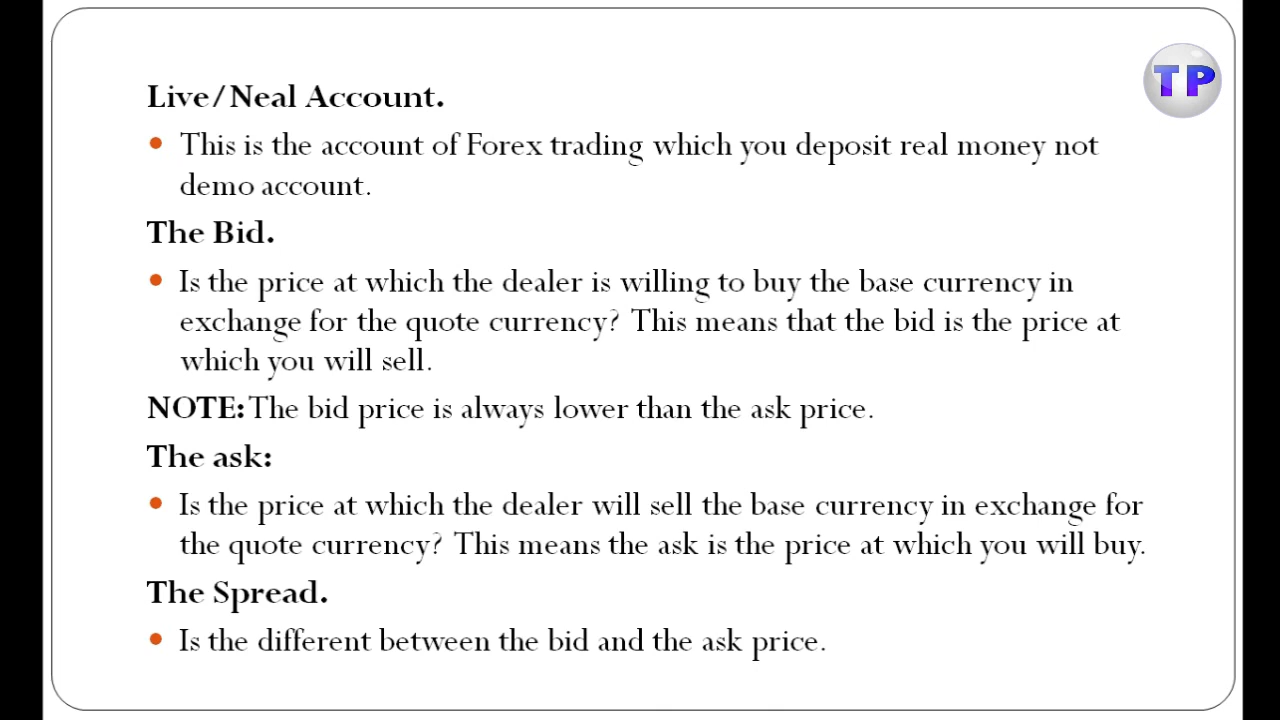 TP
Live/Neal Account.
This is the account of Forex trading which you deposit real money not
demo account.
The Bid.
Is the price at which the dealer is willing to buy the base currency in
exchange for the quote currency? This means that the bid is the price at
which you will sell.
NOTE: The bid price is always lower than the ask price.
The ask:
Is the price at which the dealer will sell the base currency in exchange for
the quote currency? This means the ask is the price at which you will buy.
The Spread.
Is the different between the bid and the ask price.